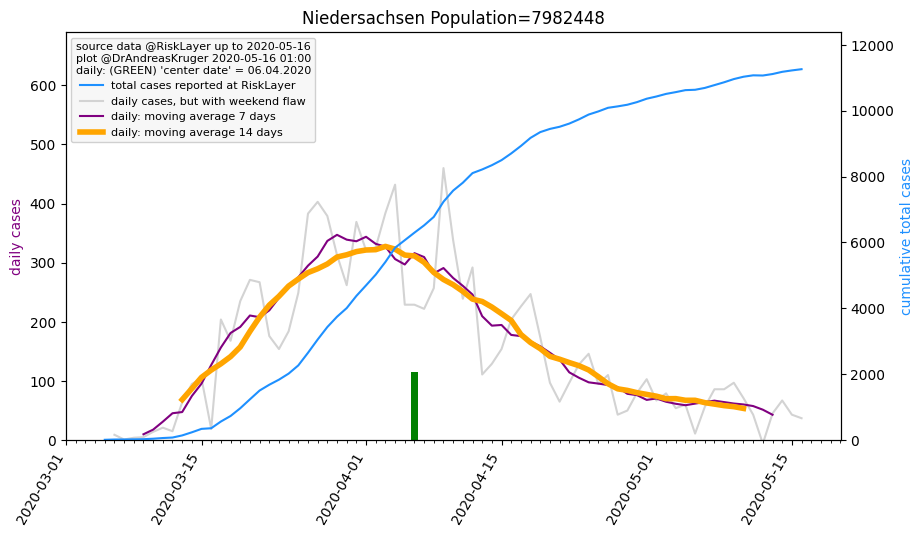 Niedersachsen Population=7982448
source data @RiskLayer up to 2020-05-16
plot @DrAndreasKruger 2020-05-16 01:00
daily: (GREEN) 'center date' = 06.04.2020
total cases reported at RiskLayer
daily cases, but with weekend flaw
daily: moving average 7 days
daily: moving average 14 days
daily cases
600
500
400
300
200
100
0
12000
10000
8000
6000
4000
2000
0
cumulative total cases
2020-03-01
2020-03-15
2020-04-01
2020-04-15
2020-05-01
2020-05-15